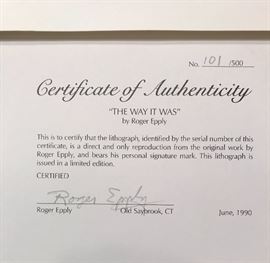 No. 101 /500
Certificate of Authenticity
"THE WAY IT WAS"
by Roger Epply
This is to certify that the lithograph, identified by the serial number of this
certificate, is a direct and only reproduction from the original work by
Roger Epply, and bears his personal signature mark. This lithograph is
issued in a limited edition.
CERTIFIED
Roger Epply
Roger Epply Old Saybrook, CT June, 1990